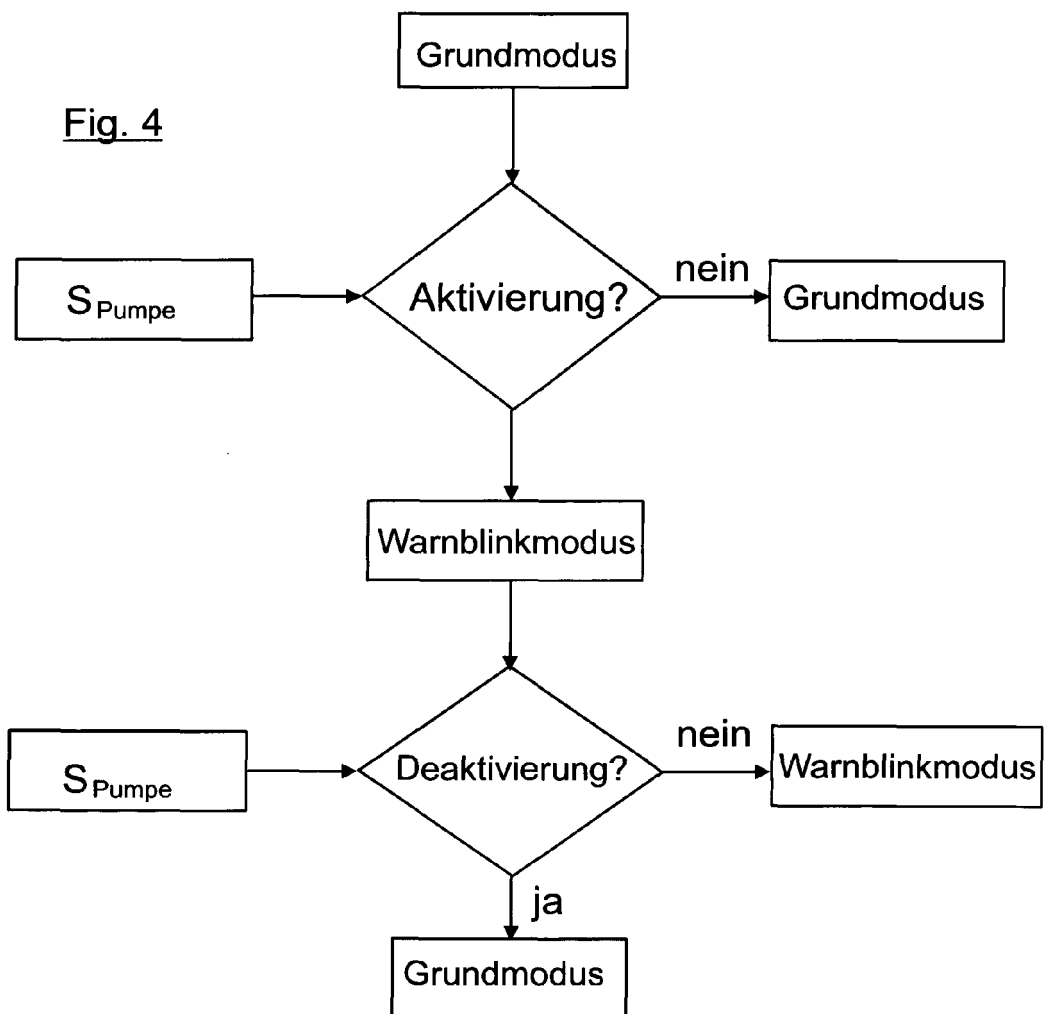 Grundmodus
Fig. 4
S Pumpe
Aktivierung?
nein
Grundmodus
Warnblinkmodus
S Pumpe
Deaktivierung?
nein
Warnblinkmodus
ja
Grundmodus